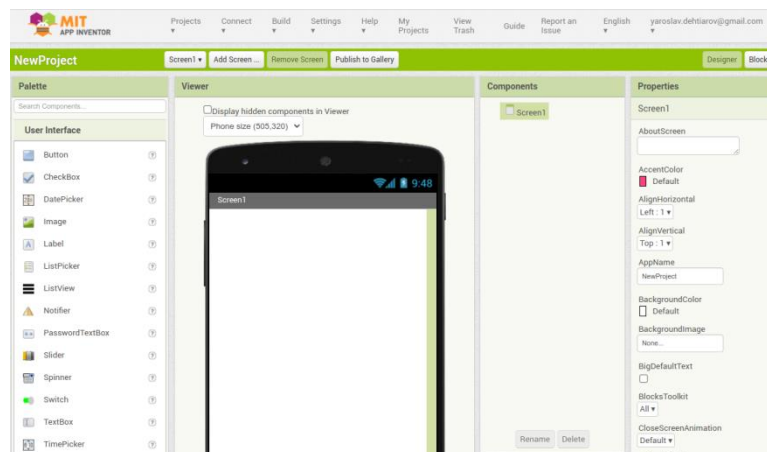 MIT
APP INVENTOR
Projects
Connect
Build
Settings
Help
My Projects
View Trash
Guide
Report an Issue
English
yaroslav.dehtiarov@gmail.com
NewProject
Screen1
Add Screen ...
Remove Screen
Publish to Gallery
Designer
Block
Palette
Search Components...
User Interface
Button
CheckBox
DatePicker
Image
Label
ListPicker
ListView
Notifier
PasswordTextBox
Slider
Spinner
Switch
TextBox
TimePicker
Viewer
Display hidden components in Viewer
Phone size (505,320)
9:48
Screen1
Components
Screen1
Rename
Delete
Properties
Screen1
AboutScreen
AccentColor
Default
AlignHorizontal
Left : 1
AlignVertical
Top : 1
AppName
NewProject
BackgroundColor
Default
BackgroundImage
None...
BigDefaultText
BlocksToolkit
All
CloseScreenAnimation
Default